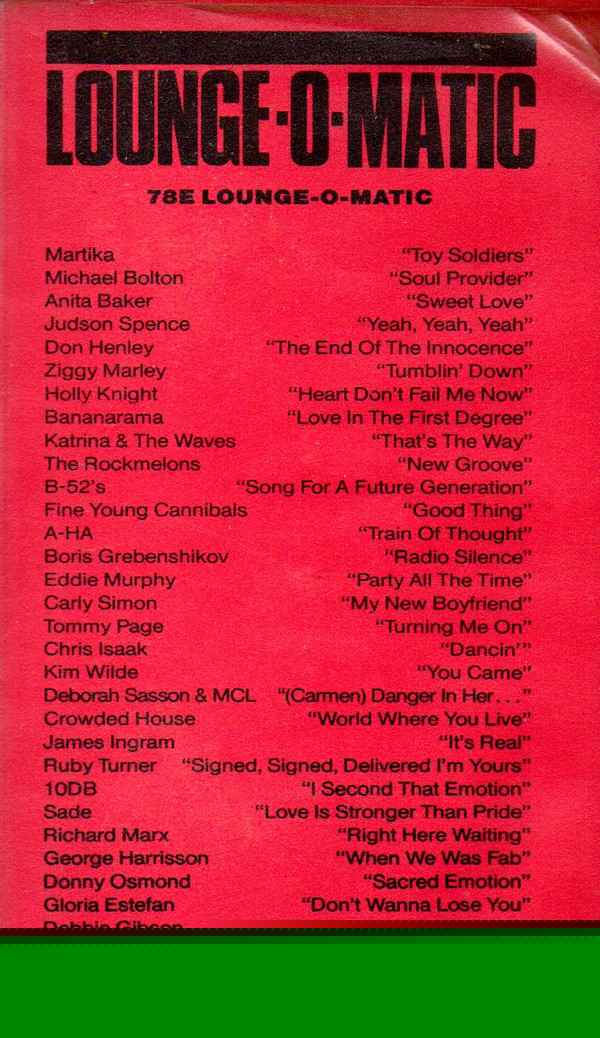 LOUNGE-O-MATIC
78E LOUNGE-O-MATIC
Martika "Toy Soldiers"
Michael Bolton "Soul Provider"
Anita Baker "Sweet Love"
Judson Spence "Yeah, Yeah, Yeah"
Don Henley "The End Of The Innocence"
Ziggy Marley "Tumblin' Down"
Holly Knight "Heart Don't Fail Me Now"
Bananarama "Love In The First Degree"
Katrina & The Waves "That's The Way"
The Rockmelons "New Groove"
B-52's "Song For A Future Generation"
Fine Young Cannibals "Good Thing"
A-HA "Train Of Thought"
Boris Grebenshikov "Radio Silence"
Eddie Murphy "Party All The Time"
Carly Simon "My New Boyfriend"
Tommy Page "Turning Me On"
Chris Isaak "Dancin'"
Kim Wilde "You Came"
Deborah Sasson & MCL "(Carmen) Danger In Her..."
Crowded House "World Where You Live"
James Ingram "It's Real"
Ruby Turner "Signed, Signed, Delivered I'm Yours"
10DB "I Second That Emotion"
Sade "Love Is Stronger Than Pride"
Richard Marx "Right Here Waiting"
George Harrisson "When We Was Fab"
Donny Osmond "Sacred Emotion"
Gloria Estefan "Don't Wanna Lose You"
Debbie Gibson